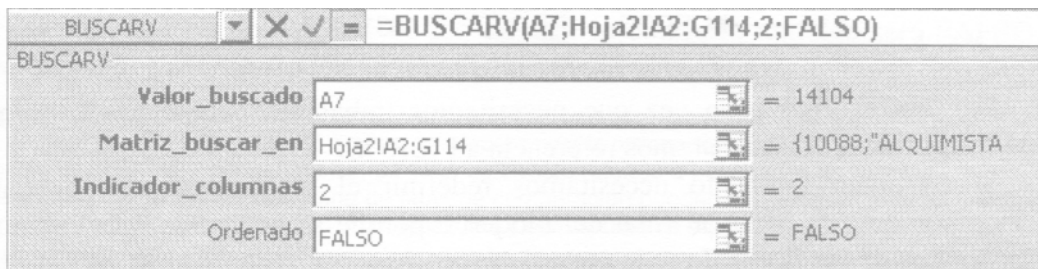 BUSCARV =BUSCARV(A7;Hoja2!A2:G114;2;FALSO)
BUSCARV
Valor_buscado A7 = 14104
Matriz_buscar_en Hoja2!A2:G114 = {10088;"ALQUIMISTA
Indicador_columnas 2 = 2
Ordenado FALSO = FALSO